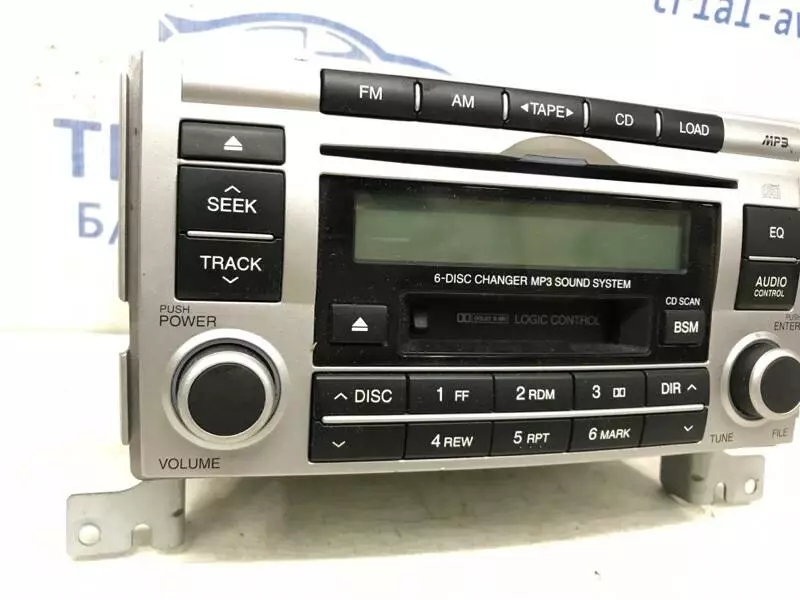 trial-av
FM
AM
◀TAPE▶
CD
LOAD
MP3
SEEK
TRACK
EQ
AUDIO
CONTROL
6-DISC CHANGER MP3 SOUND SYSTEM
CD SCAN
BSM
LOGIC CONTROL
PUSH
POWER
VOLUME
PUSH
ENTER
DISC
1 FF
2 RDM
3
DIR
4 REW
5 RPT
6 MARK
TUNE
FILE